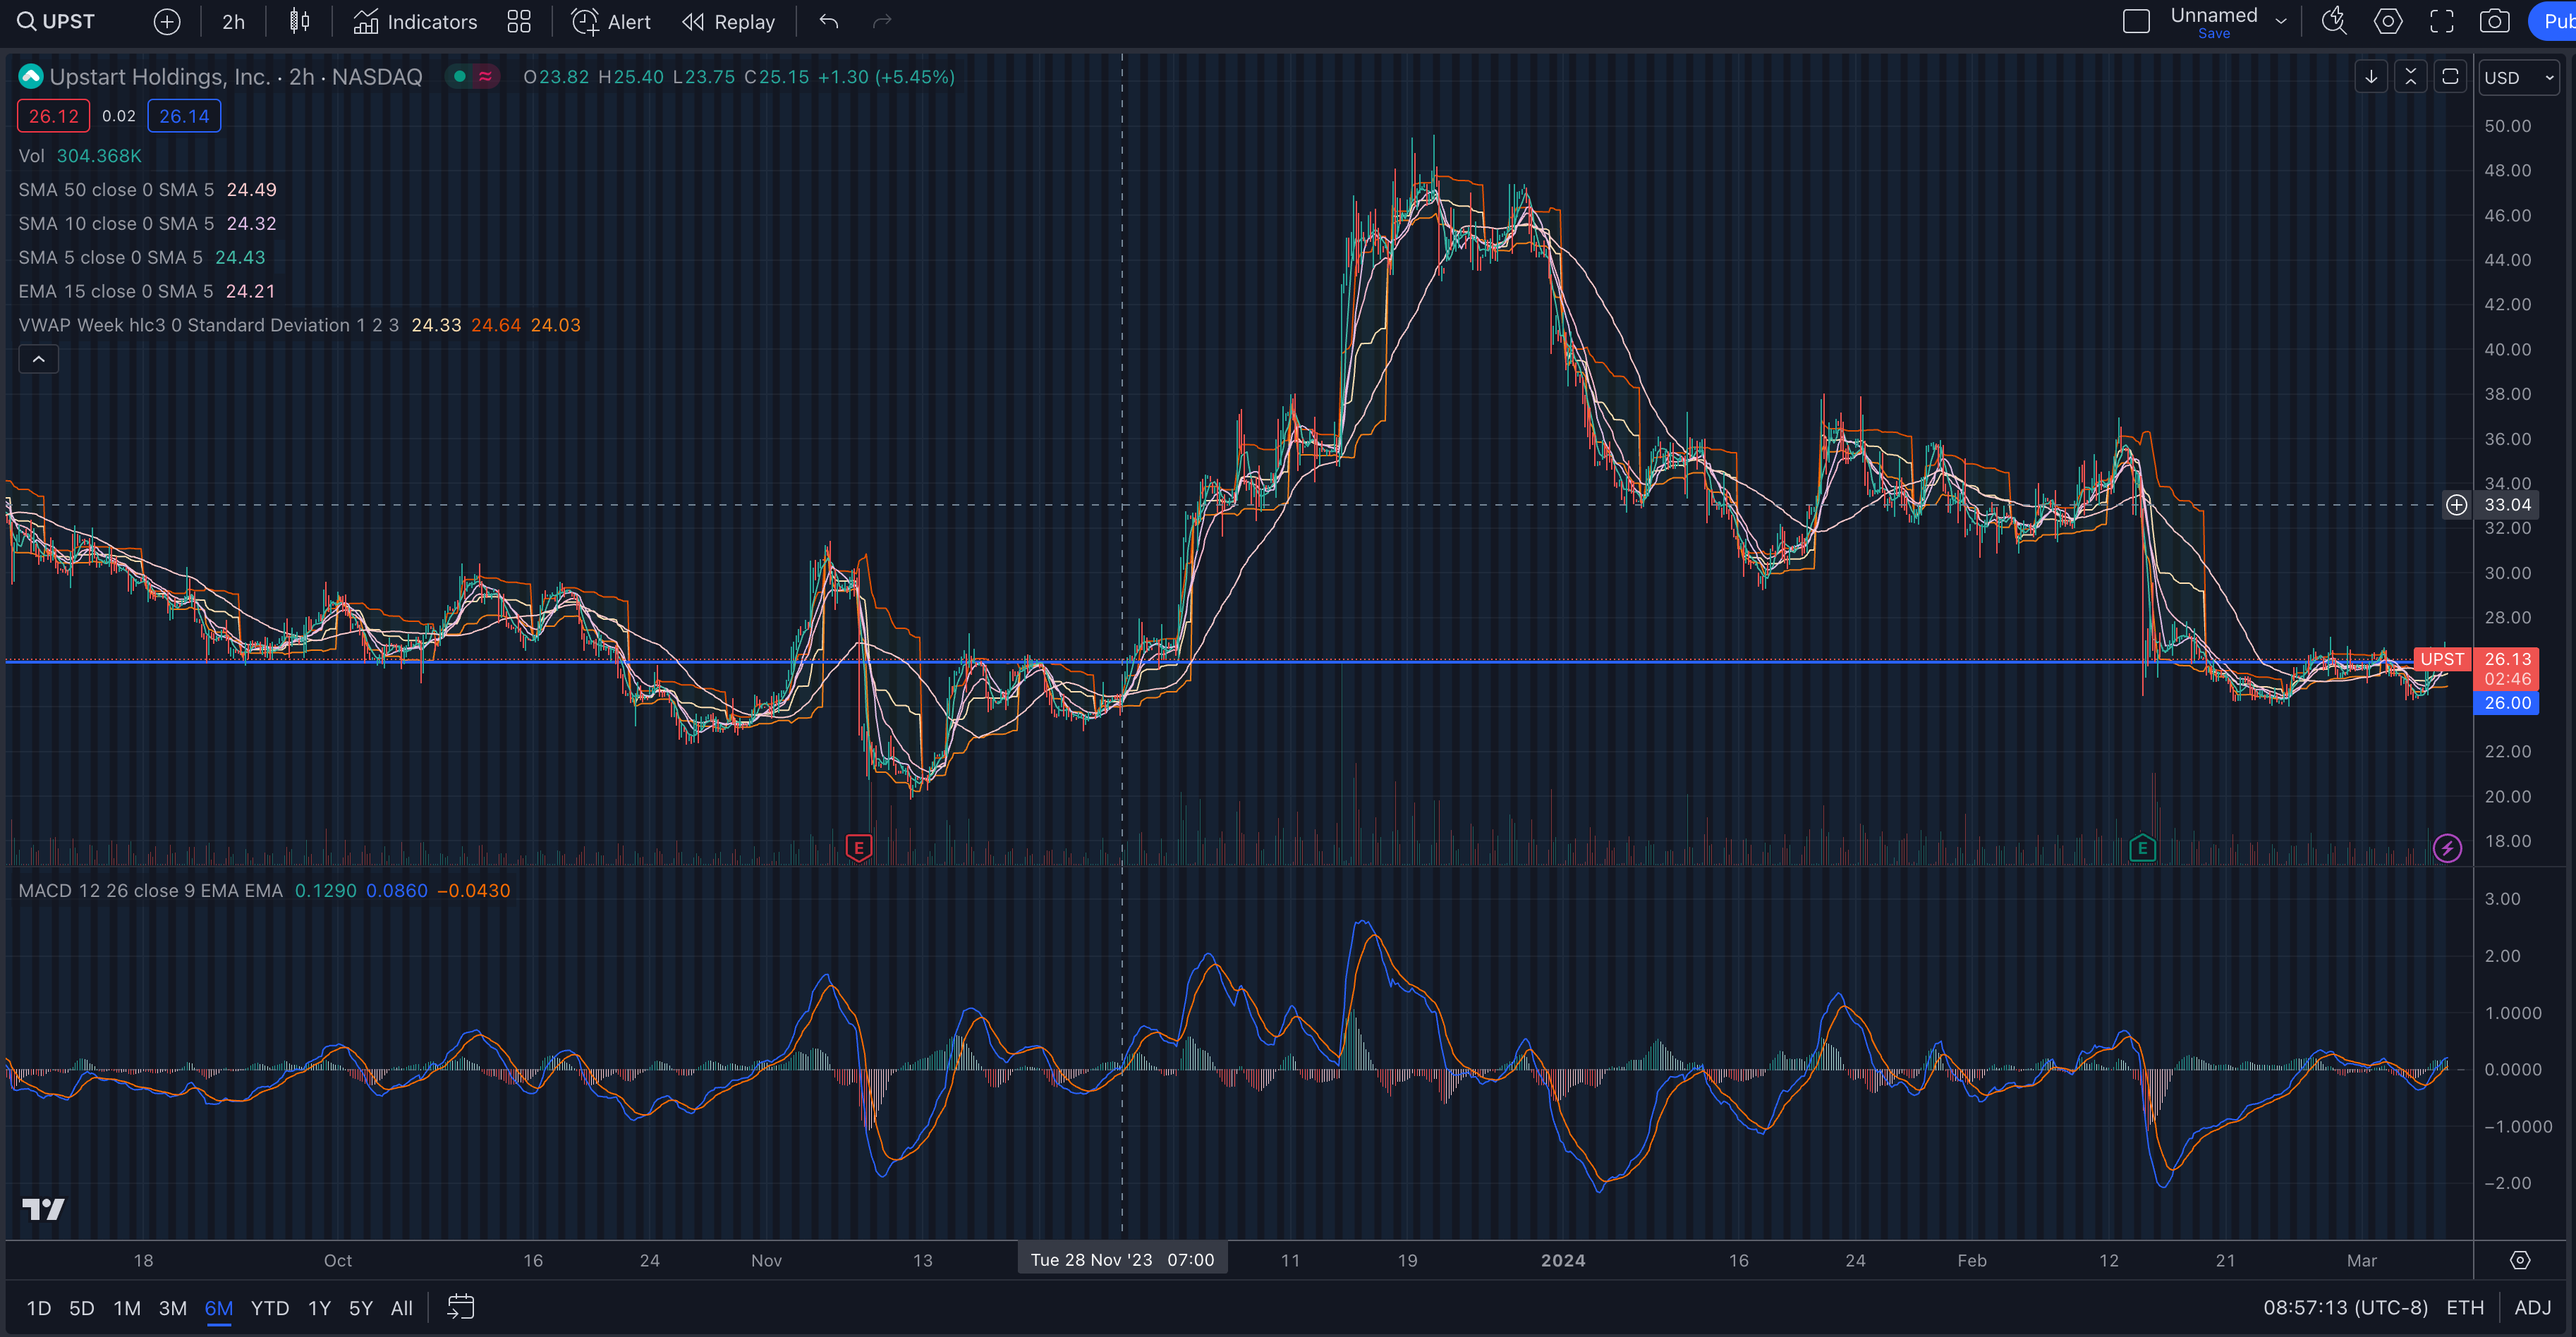 UPST 2h Indicators Alert Replay Unnamed Pub
Save
Upstart Holdings, Inc. · 2h · NASDAQ ≈ O23.82 H25.40 L23.75 C25.15 +1.30 (+5.45%) USD
26.12 0.02 26.14
Vol 304.368K
SMA 50 close 0 SMA 5 24.49
SMA 10 close 0 SMA 5 24.32
SMA 5 close 0 SMA 5 24.43
EMA 15 close 0 SMA 5 24.21
VWAP Week hlc3 0 Standard Deviation 1 2 3 24.33 24.64 24.03
50.00
48.00
46.00
44.00
42.00
40.00
38.00
36.00
34.00
33.04
32.00
30.00
28.00
UPST 26.13
02:46
26.00
22.00
20.00
18.00
E E
MACD 12 26 close 9 EMA EMA 0.1290 0.0860 −0.0430
3.00
2.00
1.0000
0.0000
−1.0000
−2.00
18 Oct 16 24 Nov 13 Tue 28 Nov '23 07:00 11 19 2024 16 24 Feb 12 21 Mar
1D 5D 1M 3M 6M YTD 1Y 5Y All 08:57:13 (UTC-8) ETH ADJ